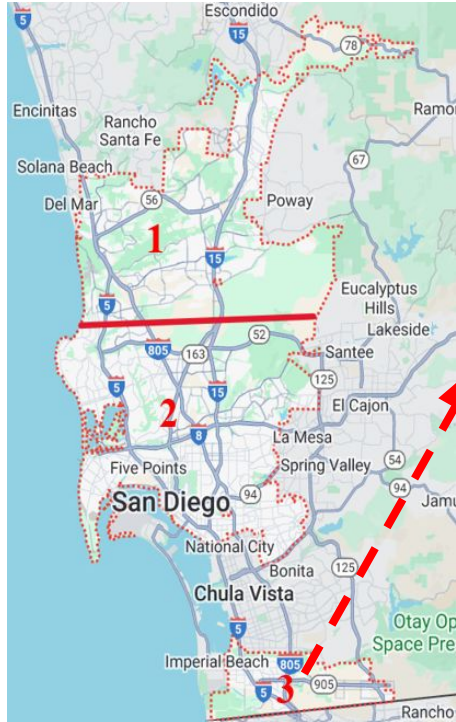 Escondido
5
15
78
Encinitas
Ramo
Rancho
Santa Fe
67
Solana Beach
56
Del Mar
Poway
1
15
Eucalyptus
Hills
5
Lakeside
52
805
163
Santee
125
5
15
El Cajon
2
8
La Mesa
Five Points
Spring Valley
54
94
94
San Diego
Jamu
National City
Bonita
125
Chula Vista
Otay Op
Space Pre
5
Imperial Beach
805
3
905
5
Rancho